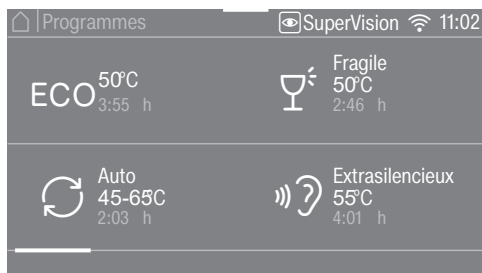 Programmes SuperVision 11:02
ECO 50°C
3:55 h
Fragile
50°C
2:46 h
Auto
45-65°C
2:03 h
Extrasilencieux
55°C
4:01 h